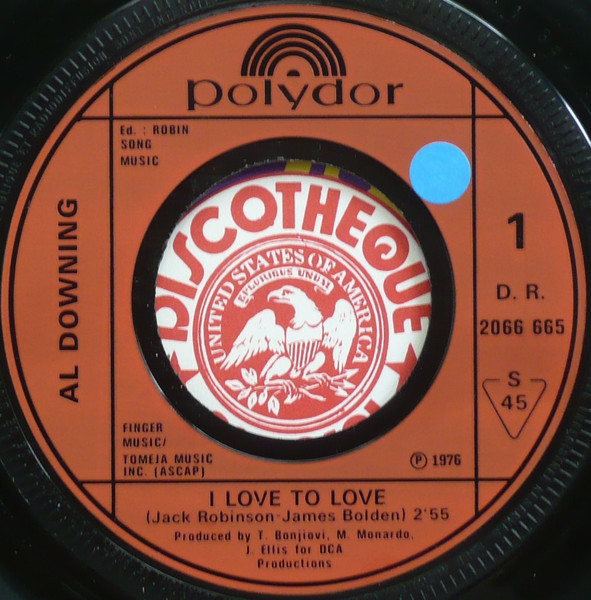 polydor
Ed. : ROBIN
SONG
MUSIC
AL DOWNING
1
D. R.
2066 665
S
45
DISCOTHEQUE
UNITED STATES OF AMERICA
E PLURIBUS UNUM
FINGER
MUSIC/
TOMEJA MUSIC
INC. (ASCAP)
℗ 1976
I LOVE TO LOVE
(Jack Robinson-James Bolden) 2'55
Produced by T. Bonjiovi, M. Monardo,
J. Ellis for DCA
Productions